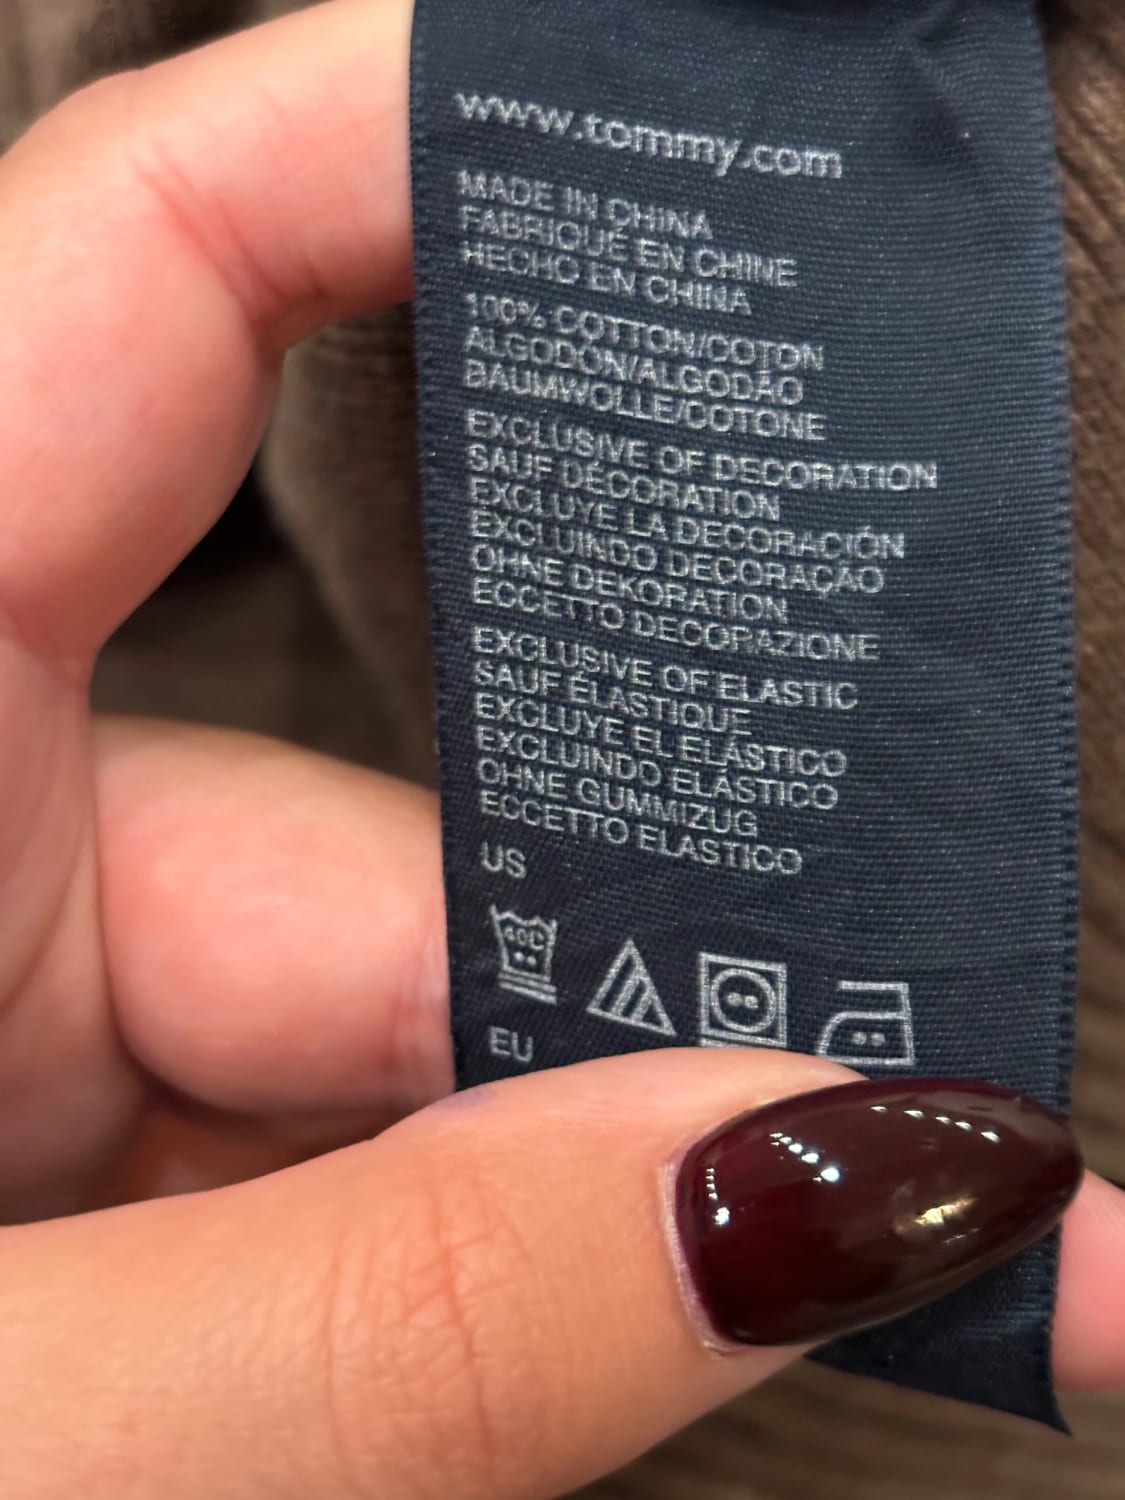 www.tommy.com
MADE IN CHINA
FABRIQUÉ EN CHINE
HECHO EN CHINA
100% COTTON/COTON
ALGODÓN/ALGODÃO
BAUMWOLLE/COTONE
EXCLUSIVE OF DECORATION
SAUF DÉCORATION
EXCLUYE LA DECORACIÓN
EXCLUINDO DECORAÇÃO
OHNE DEKORATION
ECCETTO DECORAZIONE
EXCLUSIVE OF ELASTIC
SAUF ÉLASTIQUE
EXCLUYE EL ELÁSTICO
EXCLUINDO ELÁSTICO
OHNE GUMMIZUG
ECCETTO ELASTICO
US
40C
EU